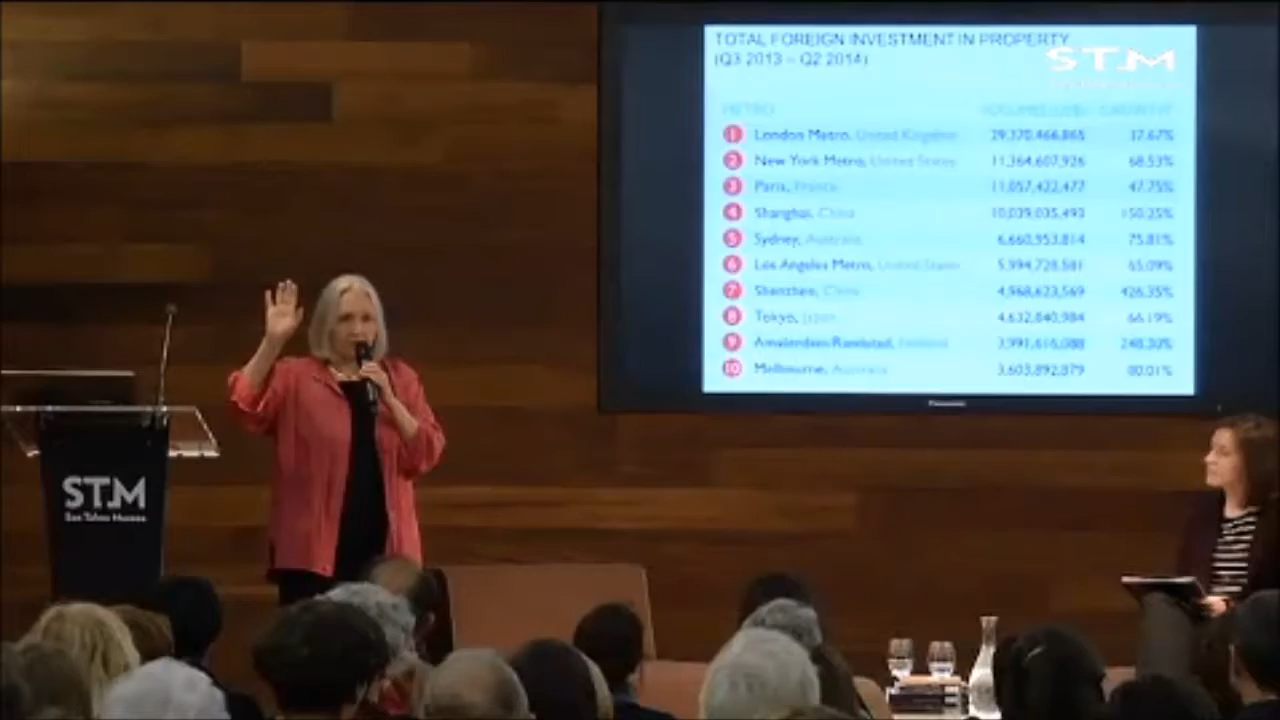 TOTAL FOREIGN INVESTMENT IN PROPERTY
(Q3 2013 – Q2 2014)
STM
METRO
1 London Metro, United Kingdom 29,370,466,865 37.67%
2 New York Metro, United States 11,364,607,926 68.53%
3 Paris, France 11,057,422,477 47.75%
4 Shanghai, China 10,039,035,493 150.25%
5 Sydney, Australia 6,660,953,814 75.81%
6 Los Angeles Metro, United States 5,994,728,581 65.09%
7 Shenzhen, China 4,968,623,569 426.35%
8 Tokyo, Japan 4,632,840,984 66.19%
9 Amsterdam/Randstad, 3,991,616,088 248.30%
10 Melbourne, Australia 3,603,892,879 80.01%
STM
San Telmo Museoa